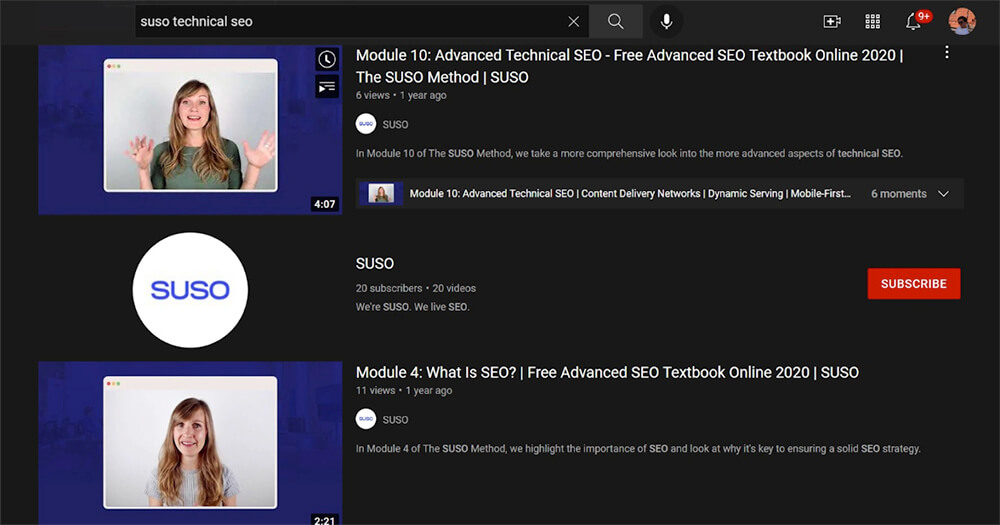 suso technical seo
9+
Module 10: Advanced Technical SEO - Free Advanced SEO Textbook Online 2020 |
The SUSO Method | SUSO
6 views • 1 year ago
SUSO SUSO
In Module 10 of The SUSO Method, we take a more comprehensive look into the more advanced aspects of technical SEO.
4:07
Module 10: Advanced Technical SEO | Content Delivery Networks | Dynamic Serving | Mobile-First... 6 moments
SUSO
SUSO
20 subscribers • 20 videos
We're SUSO. We live SEO.
SUBSCRIBE
Module 4: What Is SEO? | Free Advanced SEO Textbook Online 2020 | SUSO
11 views • 1 year ago
SUSO SUSO
In Module 4 of The SUSO Method, we highlight the importance of SEO and look at why it's key to ensuring a solid SEO strategy.
2:21